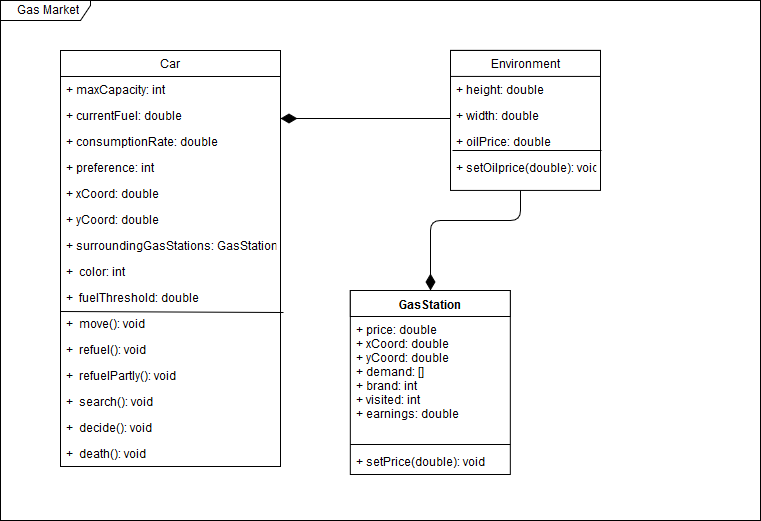 Gas Market
Car
+ maxCapacity: int
+ currentFuel: double
+ consumptionRate: double
+ preference: int
+ xCoord: double
+ yCoord: double
+ surroundingGasStations: GasStation
+ color: int
+ fuelThreshold: double
+ move(): void
+ refuel(): void
+ refuelPartly(): void
+ search(): void
+ decide(): void
+ death(): void
Environment
+ height: double
+ width: double
+ oilPrice: double
+ setOilprice(double): void
GasStation
+ price: double
+ xCoord: double
+ yCoord: double
+ demand: []
+ brand: int
+ visited: int
+ earnings: double
+ setPrice(double): void